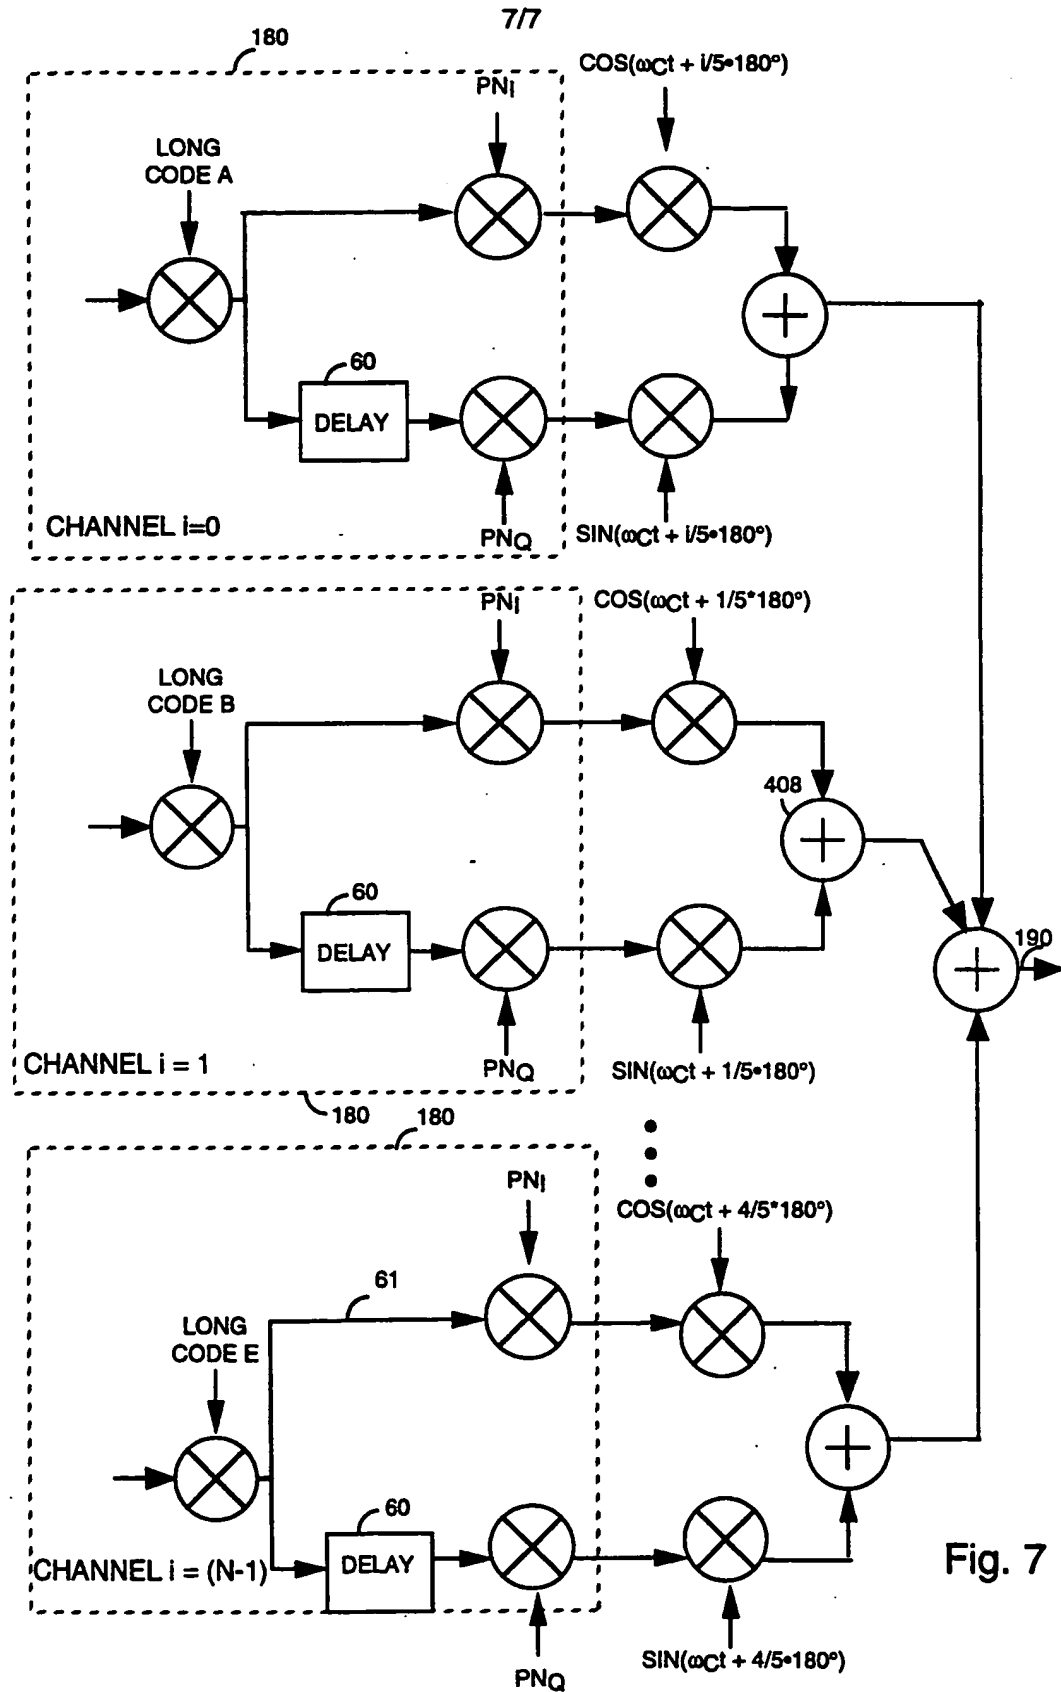 7/7
180
COS(ωCt + i/5•180°)
PNI
LONG
CODE A
60
DELAY
CHANNEL i=0
PNQ
SIN(ωCt + i/5•180°)
PNI
COS(ωCt + 1/5*180°)
LONG
CODE B
408
60
DELAY
190
CHANNEL i = 1
PNQ
SIN(ωCt + 1/5•180°)
180
180
PNI
COS(ωCt + 4/5*180°)
61
LONG
CODE E
60
DELAY
CHANNEL i = (N-1)
Fig. 7
PNQ
SIN(ωCt + 4/5•180°)